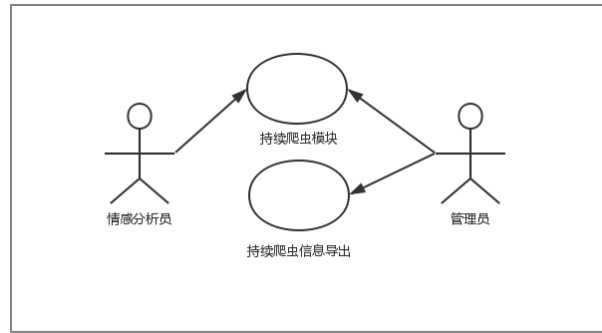 持续爬虫模块
情感分析员
管理员
持续爬虫信息导出